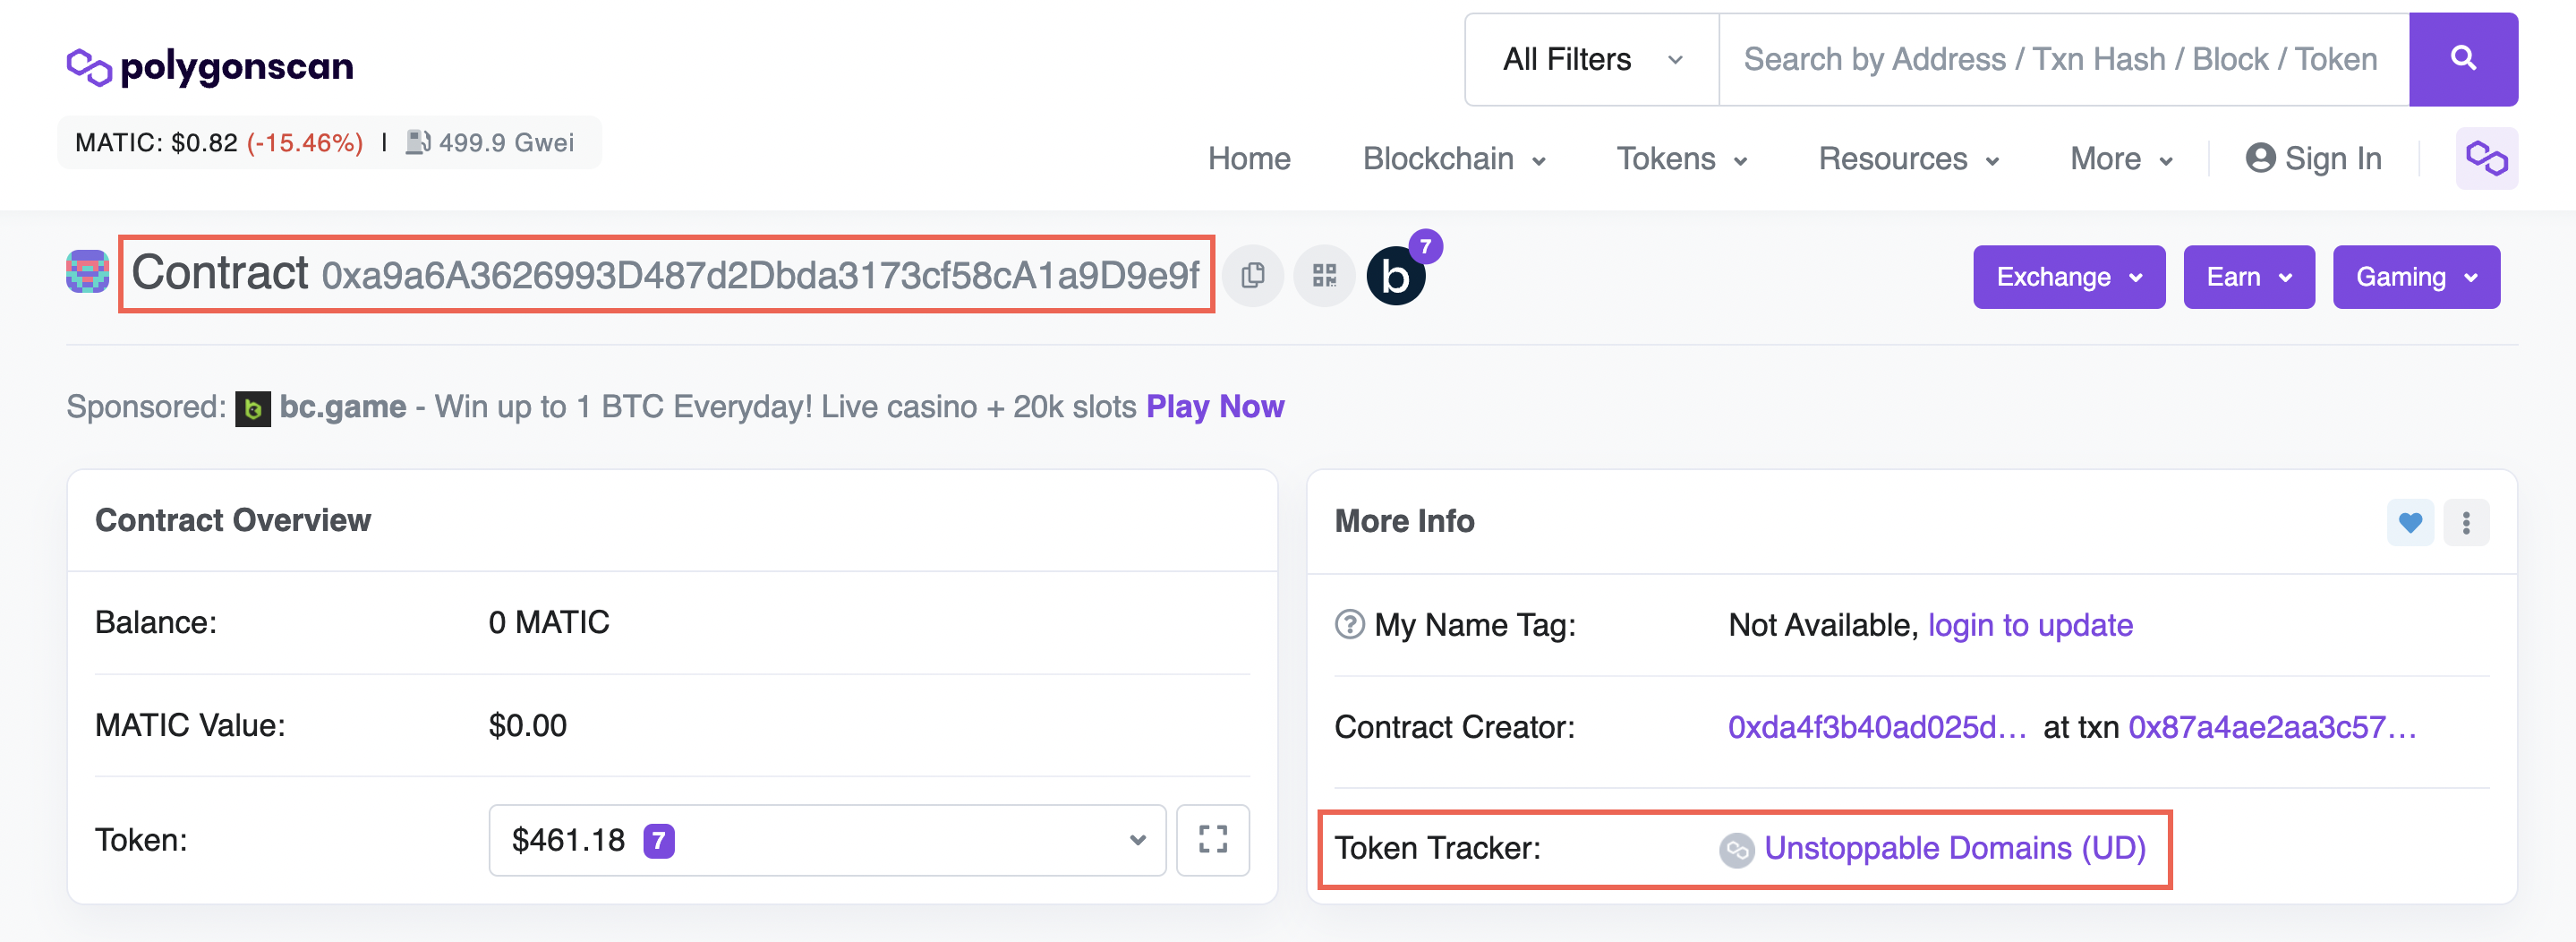 polygonscan
All Filters
Search by Address / Txn Hash / Block / Token
MATIC: $0.82 (-15.46%) | 499.9 Gwei
Home Blockchain Tokens Resources More Sign In
Contract 0xa9a6A3626993D487d2Dbda3173cf58cA1a9D9e9f
b 7
Exchange Earn Gaming
Sponsored: bc.game - Win up to 1 BTC Everyday! Live casino + 20k slots Play Now
Contract Overview
Balance: 0 MATIC
MATIC Value: $0.00
Token: $461.18 7
More Info
? My Name Tag: Not Available, login to update
Contract Creator: 0xda4f3b40ad025d... at txn 0x87a4ae2aa3c57...
Token Tracker: Unstoppable Domains (UD)